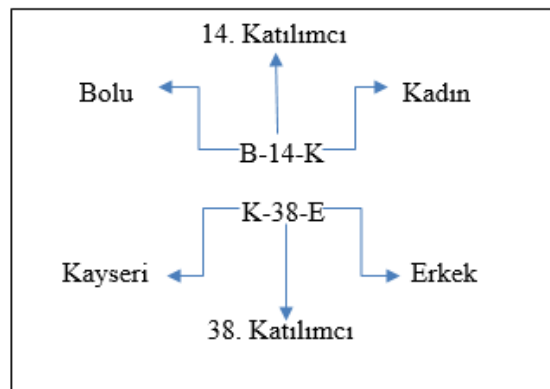 14. Katılımcı
Bolu Kadın
B-14-K
K-38-E
Kayseri Erkek
38. Katılımcı